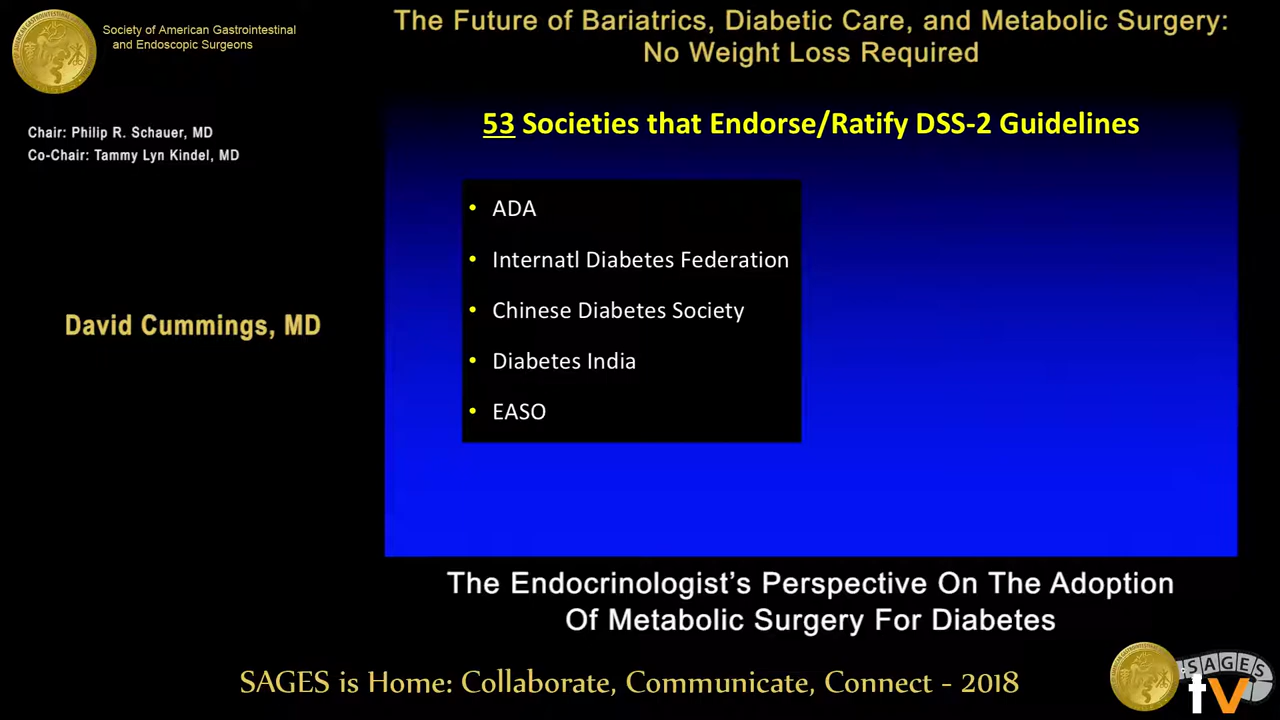 Society of American Gastrointestinal
and Endoscopic Surgeons
The Future of Bariatrics, Diabetic Care, and Metabolic Surgery:
No Weight Loss Required
Chair: Philip R. Schauer, MD
Co-Chair: Tammy Lyn Kindel, MD
David Cummings, MD
53 Societies that Endorse/Ratify DSS-2 Guidelines
• ADA
• Internatl Diabetes Federation
• Chinese Diabetes Society
• Diabetes India
• EASO
The Endocrinologist's Perspective On The Adoption
Of Metabolic Surgery For Diabetes
SAGES is Home: Collaborate, Communicate, Connect - 2018
SAGES
tv